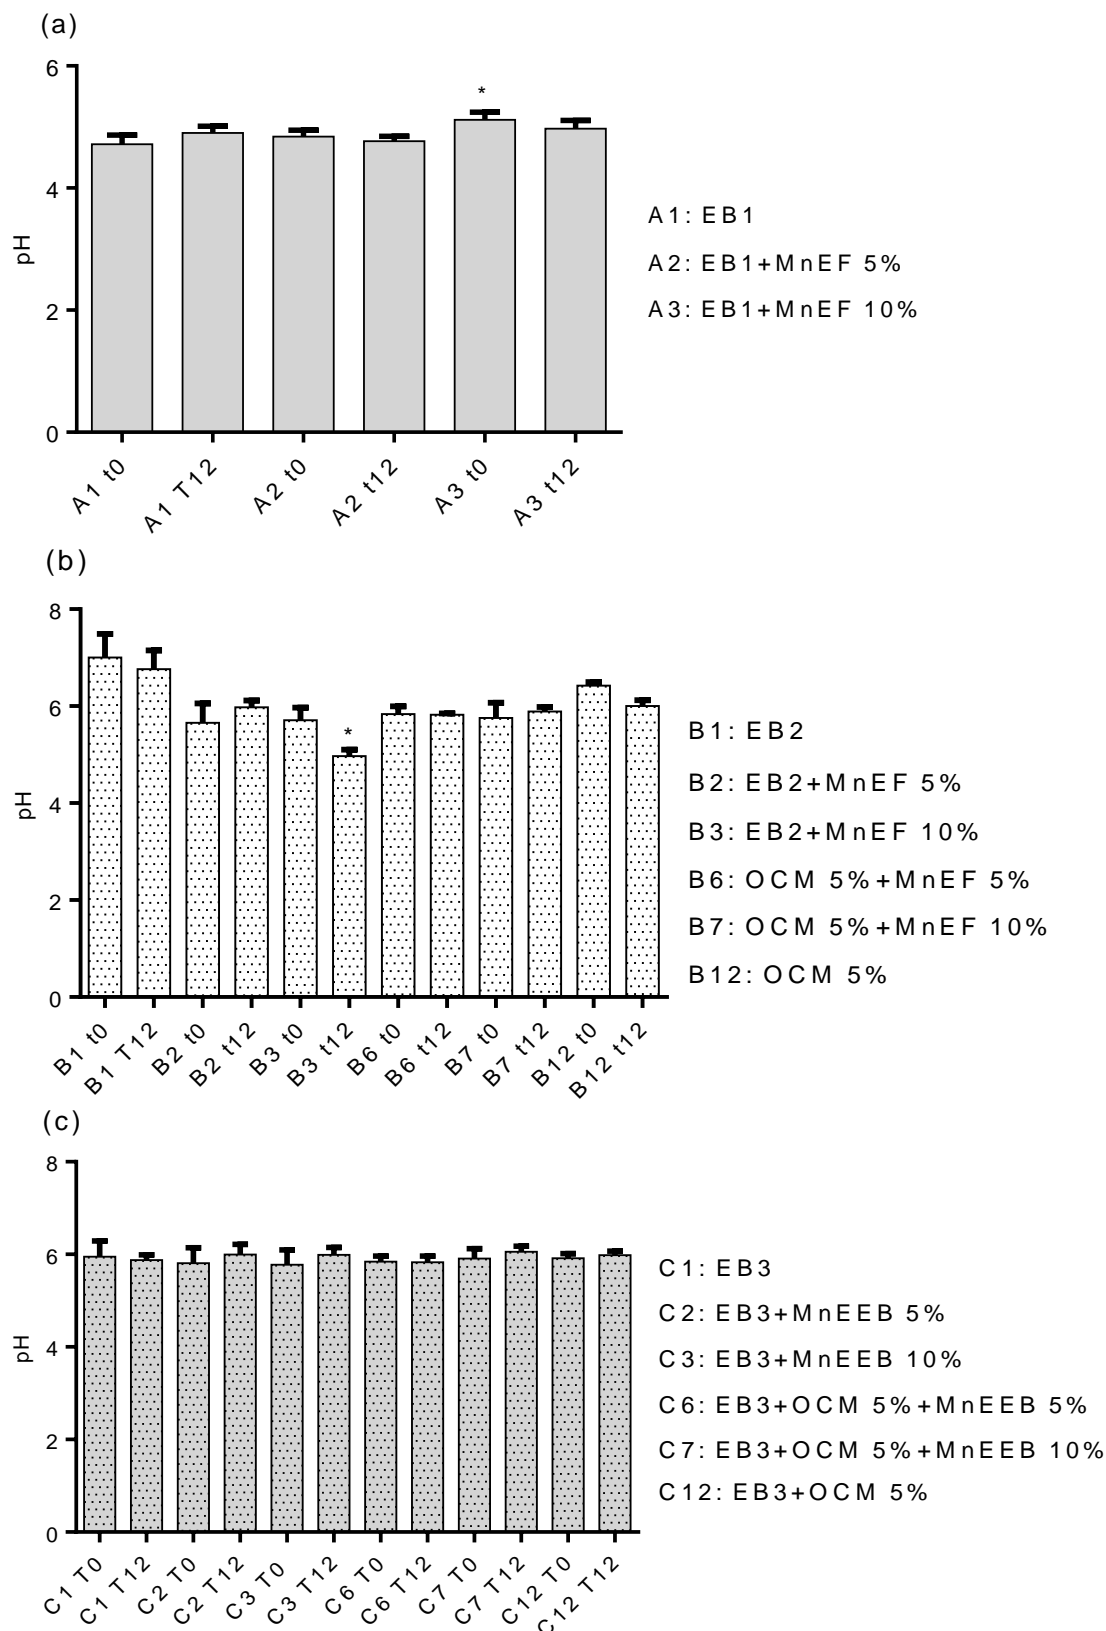 (a)
6
4
2
0
pH
*
A1 t0
A1 T12
A2 t0
A2 t12
A3 t0
A3 t12
A1: EB1
A2: EB1+MnEF 5%
A3: EB1+MnEF 10%
(b)
8
6
4
2
0
pH
*
B1 t0
B1 T12
B2 t0
B2 t12
B3 t0
B3 t12
B6 t0
B6 t12
B7 t0
B7 t12
B12 t0
B12 t12
B1: EB2
B2: EB2+MnEF 5%
B3: EB2+MnEF 10%
B6: OCM 5%+MnEF 5%
B7: OCM 5%+MnEF 10%
B12: OCM 5%
(c)
8
6
4
2
0
pH
C1 T0
C1 T12
C2 T0
C2 T12
C3 T0
C3 T12
C6 T0
C6 T12
C7 T0
C7 T12
C12 T0
C12 T12
C1: EB3
C2: EB3+MnEEB 5%
C3: EB3+MnEEB 10%
C6: EB3+OCM 5%+MnEEB 5%
C7: EB3+OCM 5%+MnEEB 10%
C12: EB3+OCM 5%